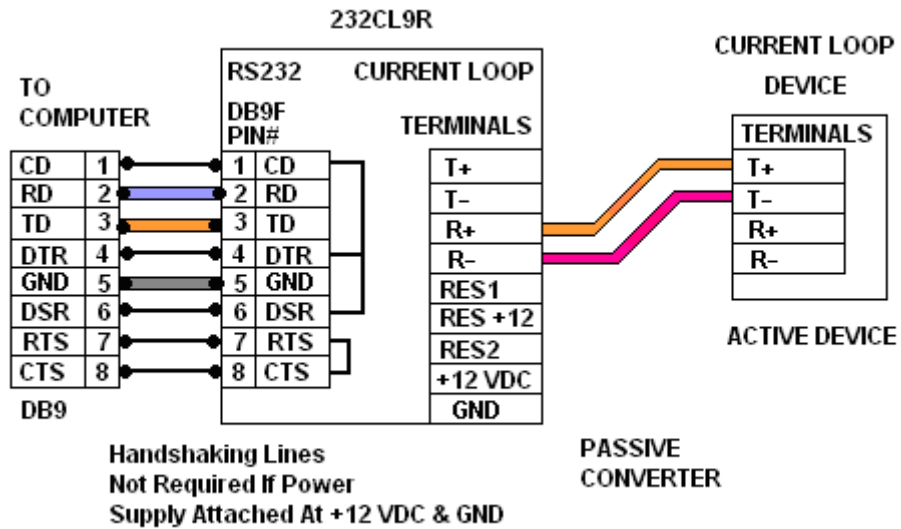 232CL9R
TO
COMPUTER
CD 1
RD 2
TD 3
DTR 4
GND 5
DSR 6
RTS 7
CTS 8
DB9
RS232
DB9F
PIN#
1 CD
2 RD
3 TD
4 DTR
5 GND
6 DSR
7 RTS
8 CTS
CURRENT LOOP
TERMINALS
T+
T-
R+
R-
RES1
RES +12
RES2
+12 VDC
GND
CURRENT LOOP
DEVICE
TERMINALS
T+
T-
R+
R-
ACTIVE DEVICE
PASSIVE
CONVERTER
Handshaking Lines
Not Required If Power
Supply Attached At +12 VDC & GND